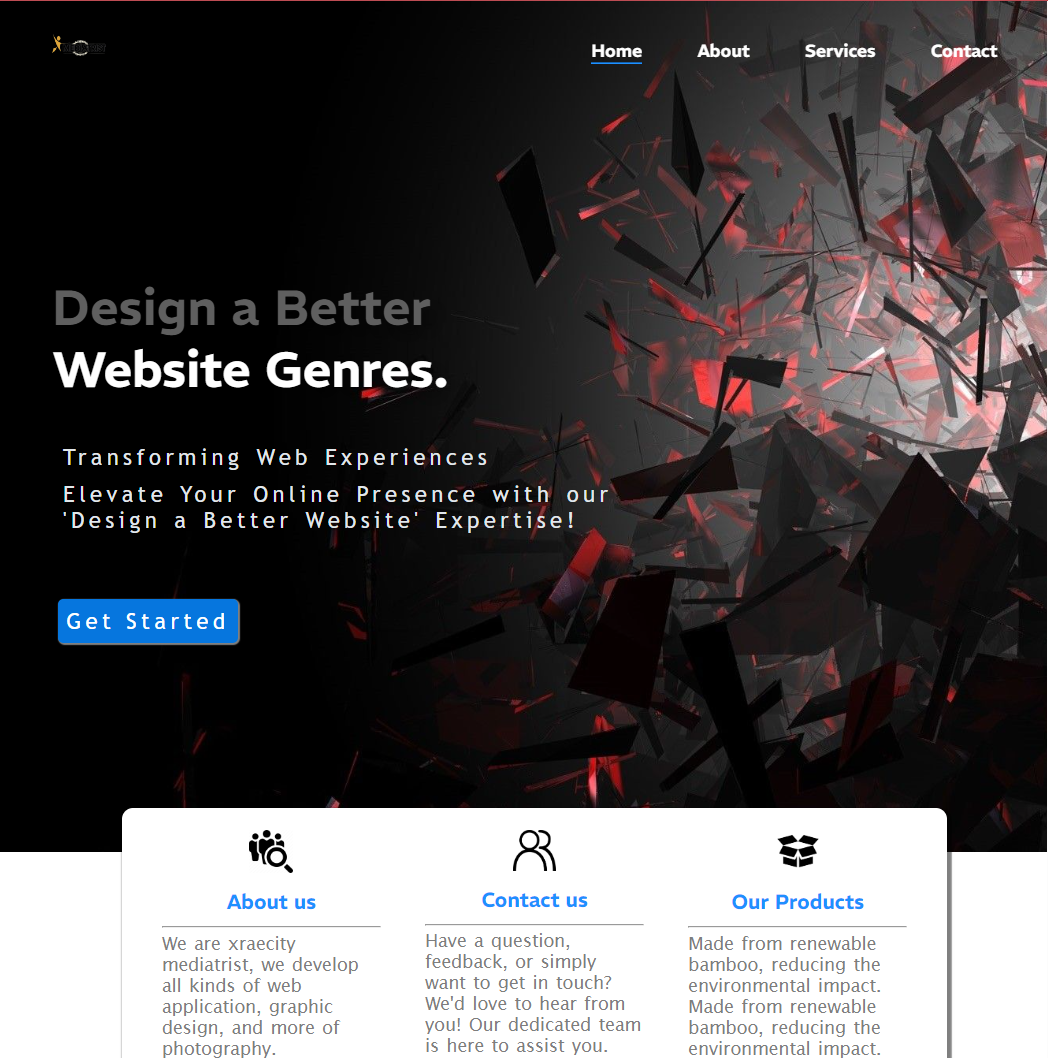 Home About Services Contact
Design a Better
Website Genres.
Transforming Web Experiences
Elevate Your Online Presence with our
'Design a Better Website' Expertise!
Get Started
About us
We are xraecity
mediatrist, we develop
all kinds of web
application, graphic
design, and more of
photography.
Contact us
Have a question,
feedback, or simply
want to get in touch?
We'd love to hear from
you! Our dedicated team
is here to assist you.
Our Products
Made from renewable
bamboo, reducing the
environmental impact.
Made from renewable
bamboo, reducing the
environmental impact.